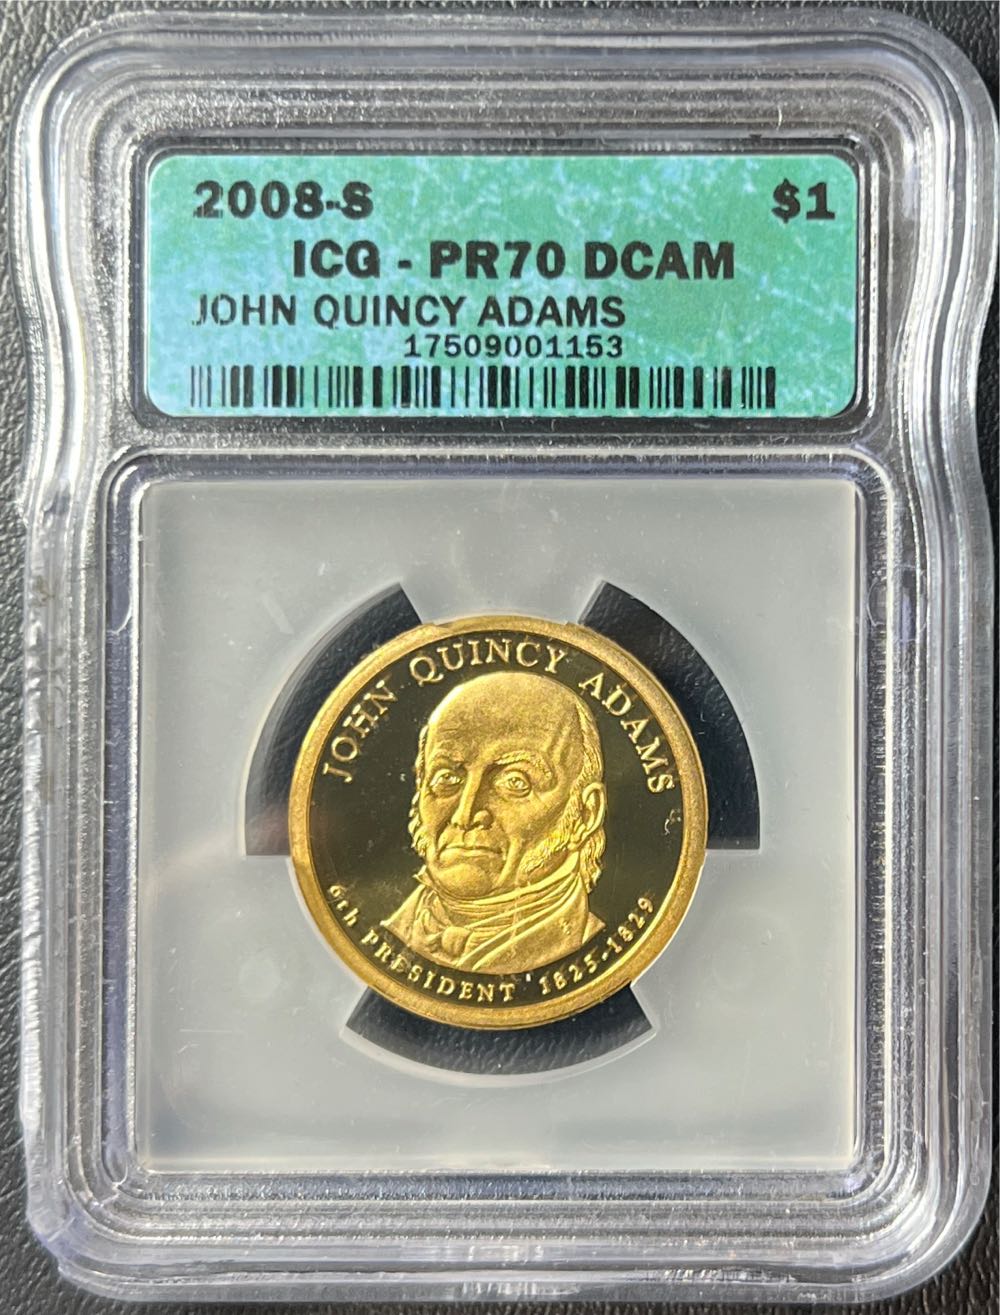 2008-S $1
ICG - PR70 DCAM
JOHN QUINCY ADAMS
17509001153
JOHN QUINCY ADAMS
6th PRESIDENT 1825-1829